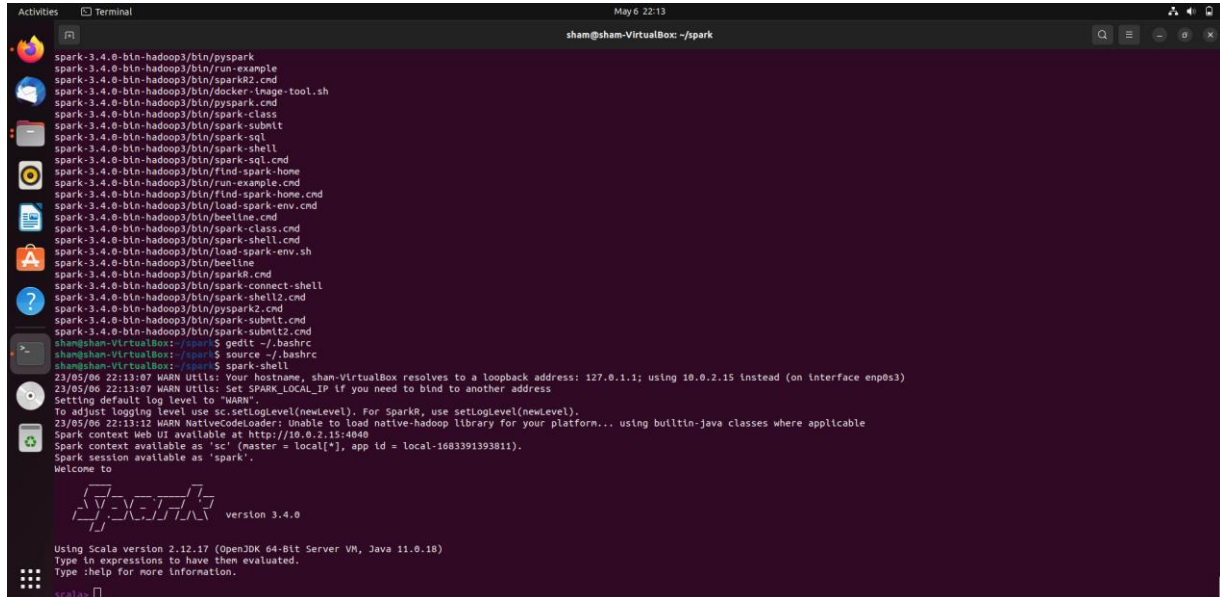 Activities Terminal May 6 22:13
sham@sham-VirtualBox: ~/spark
spark-3.4.0-bin-hadoop3/bin/pyspark
spark-3.4.0-bin-hadoop3/bin/run-example
spark-3.4.0-bin-hadoop3/bin/sparkR2.cmd
spark-3.4.0-bin-hadoop3/bin/docker-image-tool.sh
spark-3.4.0-bin-hadoop3/bin/pyspark.cmd
spark-3.4.0-bin-hadoop3/bin/spark-class
spark-3.4.0-bin-hadoop3/bin/spark-submit
spark-3.4.0-bin-hadoop3/bin/spark-sql
spark-3.4.0-bin-hadoop3/bin/spark-shell
spark-3.4.0-bin-hadoop3/bin/spark-sql.cmd
spark-3.4.0-bin-hadoop3/bin/find-spark-home
spark-3.4.0-bin-hadoop3/bin/run-example.cmd
spark-3.4.0-bin-hadoop3/bin/find-spark-home.cmd
spark-3.4.0-bin-hadoop3/bin/load-spark-env.cmd
spark-3.4.0-bin-hadoop3/bin/beeline.cmd
spark-3.4.0-bin-hadoop3/bin/spark-class.cmd
spark-3.4.0-bin-hadoop3/bin/spark-shell.cmd
spark-3.4.0-bin-hadoop3/bin/load-spark-env.sh
spark-3.4.0-bin-hadoop3/bin/beeline
spark-3.4.0-bin-hadoop3/bin/sparkR.cmd
spark-3.4.0-bin-hadoop3/bin/spark-connect-shell
spark-3.4.0-bin-hadoop3/bin/spark-shell2.cmd
spark-3.4.0-bin-hadoop3/bin/pyspark2.cmd
spark-3.4.0-bin-hadoop3/bin/spark-submit.cmd
spark-3.4.0-bin-hadoop3/bin/spark-submit2.cmd
sham@sham-VirtualBox:~/spark$ gedit ~/.bashrc
sham@sham-VirtualBox:~/spark$ source ~/.bashrc
sham@sham-VirtualBox:~/spark$ spark-shell
23/05/06 22:13:07 WARN Utils: Your hostname, sham-VirtualBox resolves to a loopback address: 127.0.1.1; using 10.0.2.15 instead (on interface enp0s3)
23/05/06 22:13:07 WARN Utils: Set SPARK_LOCAL_IP if you need to bind to another address
Setting default log level to "WARN".
To adjust logging level use sc.setLogLevel(newLevel). For SparkR, use setLogLevel(newLevel).
23/05/06 22:13:12 WARN NativeCodeLoader: Unable to load native-hadoop library for your platform... using builtin-java classes where applicable
Spark context Web UI available at http://10.0.2.15:4040
Spark context available as 'sc' (master = local[*], app id = local-1683391393811).
Spark session available as 'spark'.
Welcome to
Spark version 3.4.0
Using Scala version 2.12.17 (OpenJDK 64-Bit Server VM, Java 11.0.18)
Type in expressions to have them evaluated.
Type :help for more information.
scala>